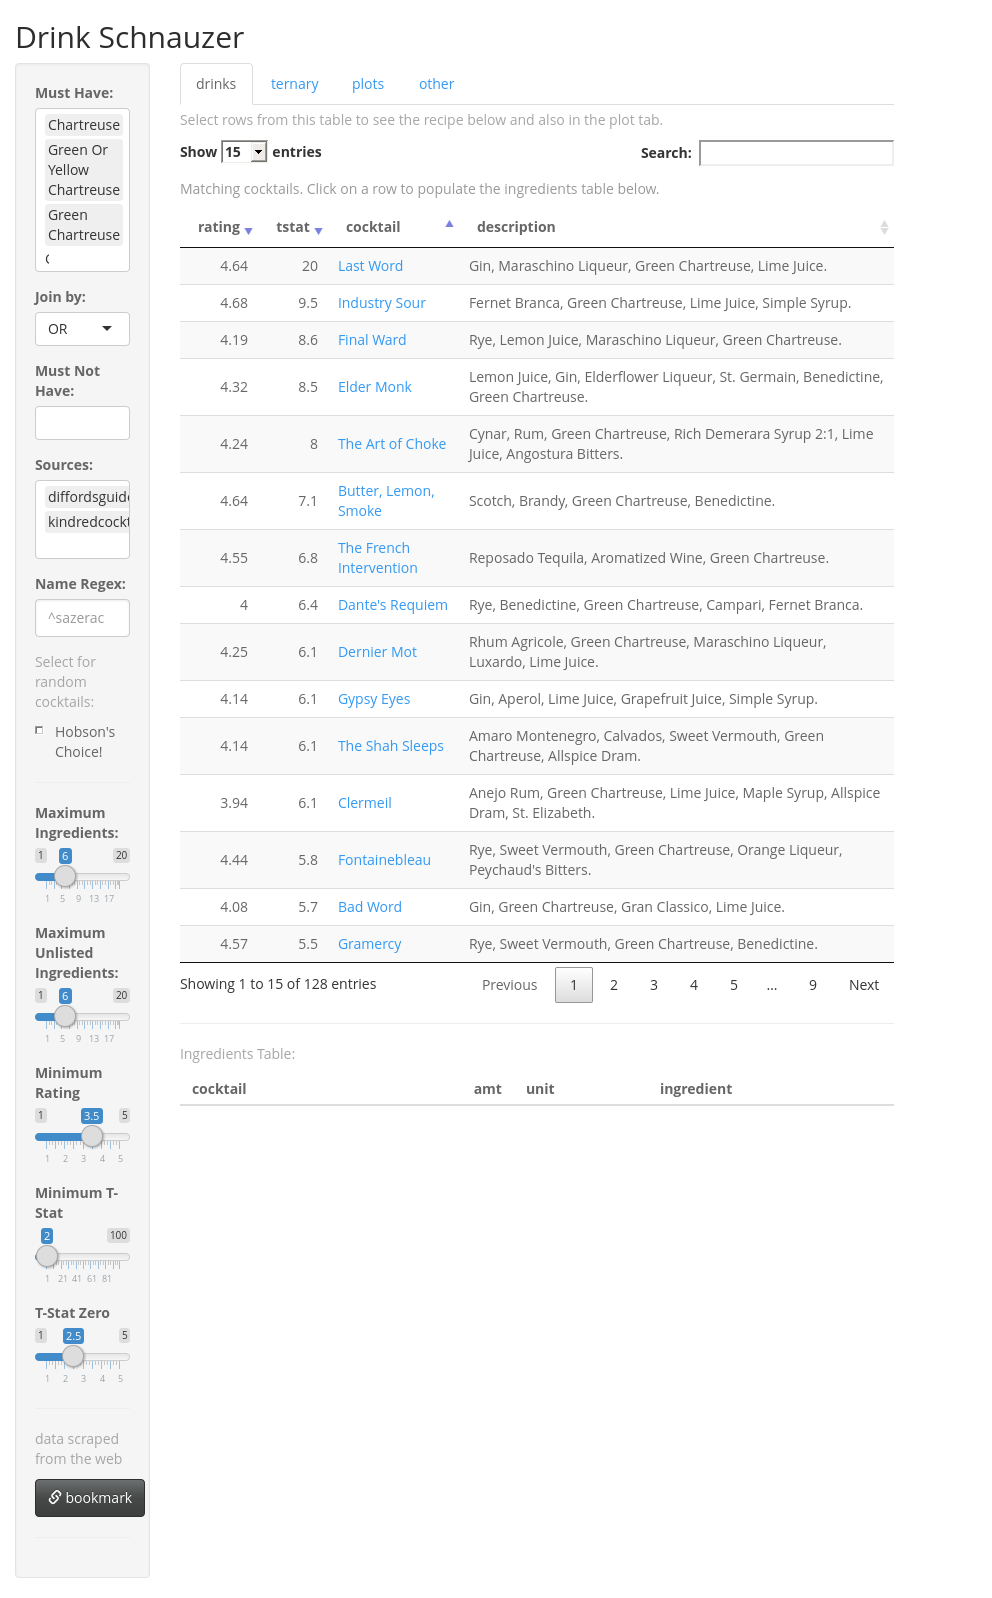 Drink Schnauzer
Must Have:
Chartreuse
Green Or
Yellow
Chartreuse
Green
Chartreuse
Join by:
OR
Must Not
Have:
Sources:
diffordsguide
kindredcockt
Name Regex:
^sazerac
Select for
random
cocktails:
Hobson's
Choice!
Maximum
Ingredients:
1 6 20
1 5 9 13 17
Maximum
Unlisted
Ingredients:
1 6 20
1 5 9 13 17
Minimum
Rating
1 3.5 5
1 2 3 4 5
Minimum T-
Stat
2 100
1 21 41 61 81
T-Stat Zero
1 2.5 5
1 2 3 4 5
data scraped
from the web
bookmark
drinks ternary plots other
Select rows from this table to see the recipe below and also in the plot tab.
Show 15 entries Search:
Matching cocktails. Click on a row to populate the ingredients table below.
rating tstat cocktail description
4.64 20 Last Word Gin, Maraschino Liqueur, Green Chartreuse, Lime Juice.
4.68 9.5 Industry Sour Fernet Branca, Green Chartreuse, Lime Juice, Simple Syrup.
4.19 8.6 Final Ward Rye, Lemon Juice, Maraschino Liqueur, Green Chartreuse.
4.32 8.5 Elder Monk Lemon Juice, Gin, Elderflower Liqueur, St. Germain, Benedictine,
Green Chartreuse.
4.24 8 The Art of Choke Cynar, Rum, Green Chartreuse, Rich Demerara Syrup 2:1, Lime
Juice, Angostura Bitters.
4.64 7.1 Butter, Lemon,
Smoke Scotch, Brandy, Green Chartreuse, Benedictine.
4.55 6.8 The French
Intervention Reposado Tequila, Aromatized Wine, Green Chartreuse.
4 6.4 Dante's Requiem Rye, Benedictine, Green Chartreuse, Campari, Fernet Branca.
4.25 6.1 Dernier Mot Rhum Agricole, Green Chartreuse, Maraschino Liqueur,
Luxardo, Lime Juice.
4.14 6.1 Gypsy Eyes Gin, Aperol, Lime Juice, Grapefruit Juice, Simple Syrup.
4.14 6.1 The Shah Sleeps Amaro Montenegro, Calvados, Sweet Vermouth, Green
Chartreuse, Allspice Dram.
3.94 6.1 Clermeil Anejo Rum, Green Chartreuse, Lime Juice, Maple Syrup, Allspice
Dram, St. Elizabeth.
4.44 5.8 Fontainebleau Rye, Sweet Vermouth, Green Chartreuse, Orange Liqueur,
Peychaud's Bitters.
4.08 5.7 Bad Word Gin, Green Chartreuse, Gran Classico, Lime Juice.
4.57 5.5 Gramercy Rye, Sweet Vermouth, Green Chartreuse, Benedictine.
Showing 1 to 15 of 128 entries Previous 1 2 3 4 5 ... 9 Next
Ingredients Table:
cocktail amt unit ingredient